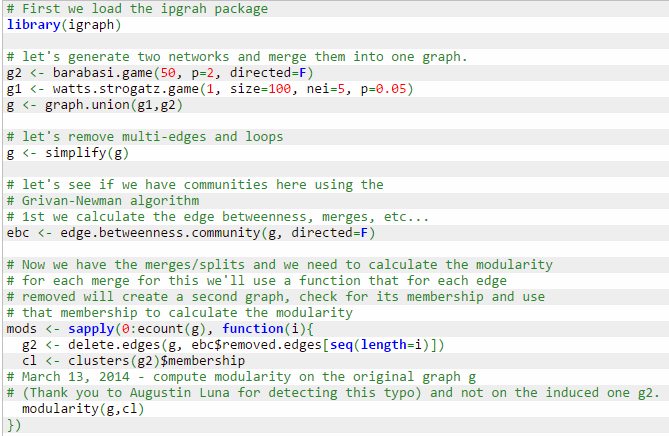 # First we load the ipgrah package
library(igraph)
# let's generate two networks and merge them into one graph.
g2 <- barabasi.game(50, p=2, directed=F)
g1 <- watts.strogatz.game(1, size=100, nei=5, p=0.05)
g <- graph.union(g1,g2)
# let's remove multi-edges and loops
g <- simplify(g)
# let's see if we have communities here using the
# Grivan-Newman algorithm
# 1st we calculate the edge betweenness, merges, etc...
ebc <- edge.betweenness.community(g, directed=F)
# Now we have the merges/splits and we need to calculate the modularity
# for each merge for this we'll use a function that for each edge
# removed will create a second graph, check for its membership and use
# that membership to calculate the modularity
mods <- sapply(0:ecount(g), function(i){
  g2 <- delete.edges(g, ebc$removed.edges[seq(length=i)])
  cl <- clusters(g2)$membership
# March 13, 2014 - compute modularity on the original graph g
# (Thank you to Augustin Luna for detecting this typo) and not on the induced one g2.
  modularity(g,cl)
})